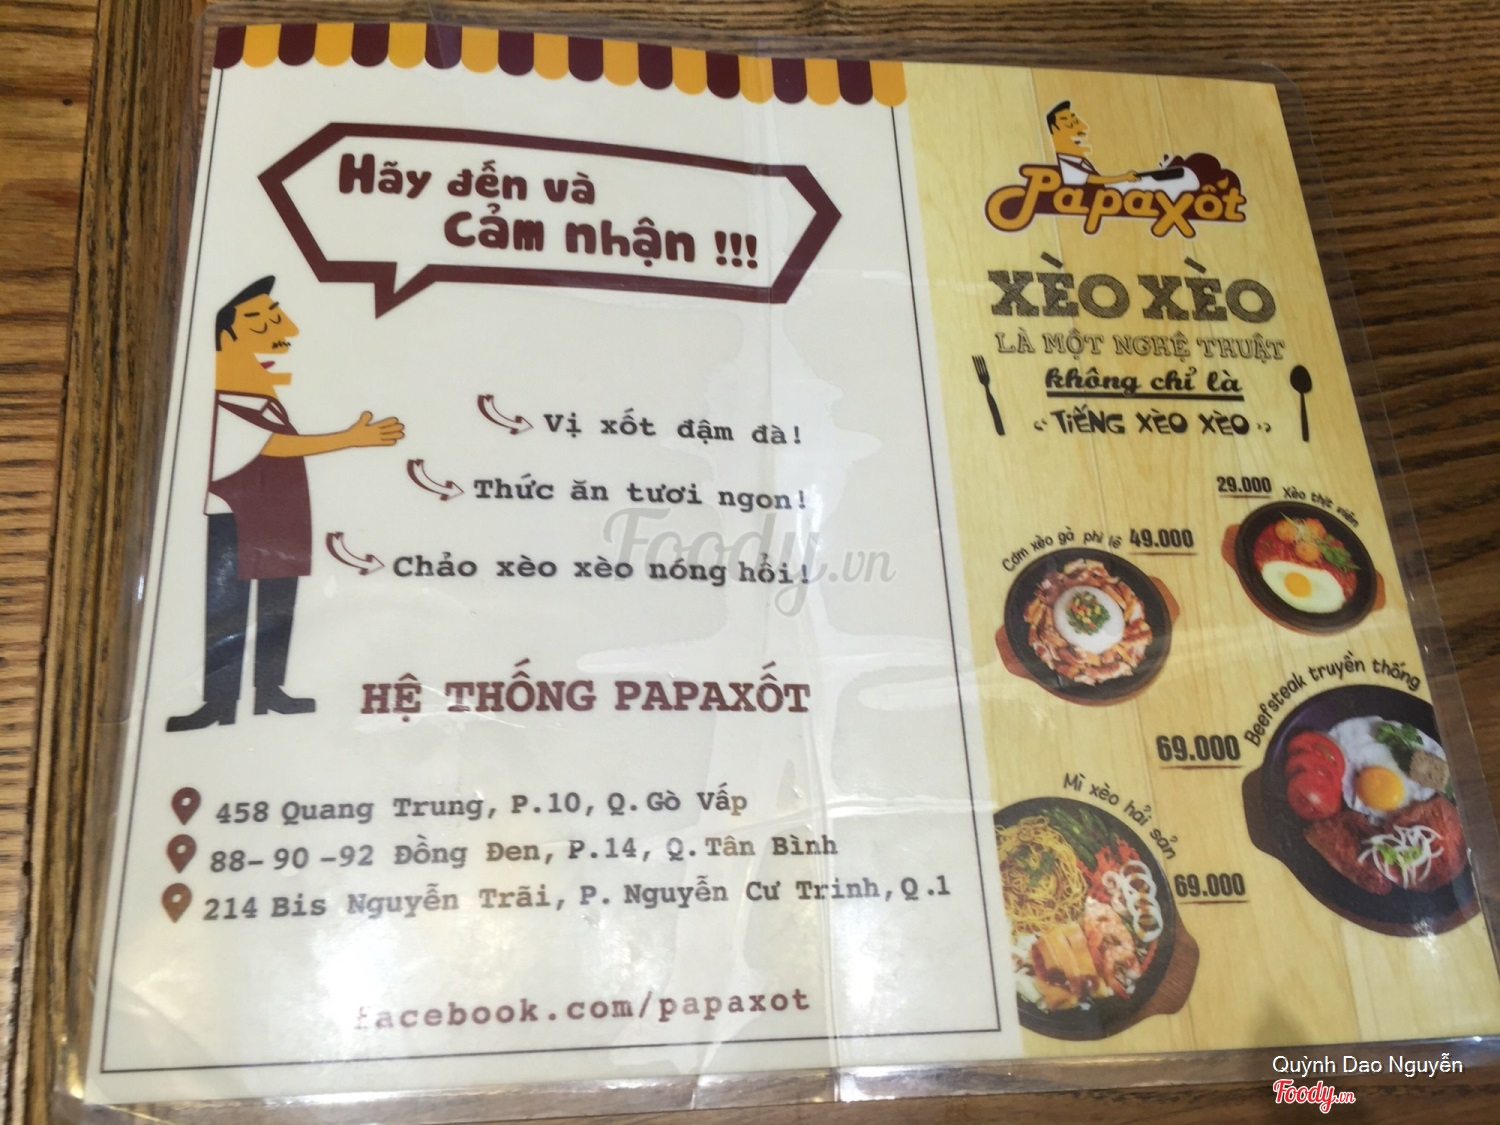 Hãy đến và
Cảm nhận !!!
Vị xốt đậm đà!
Thức ăn tươi ngon!
Chảo xèo xèo nóng hổi!
HỆ THỐNG PAPAXỐT
458 Quang Trung, P.10, Q.Gò Vấp
88-90-92 Đồng Đen, P.14, Q.Tân Bình
214 Bis Nguyễn Trãi, P. Nguyễn Cư Trinh, Q.1
facebook.com/papaxot
PapaXốt
XÈO XÈO
LÀ MỘT NGHỆ THUẬT
không chỉ là
"TIẾNG XÈO XÈO"
29.000 Xèo thịt viên
Cơm xèo gà phi lê 49.000
69.000 Beefsteak truyền thống
Mì xèo hải sản
69.000
Foody.vn
Quỳnh Dao Nguyễn
Foody.vn